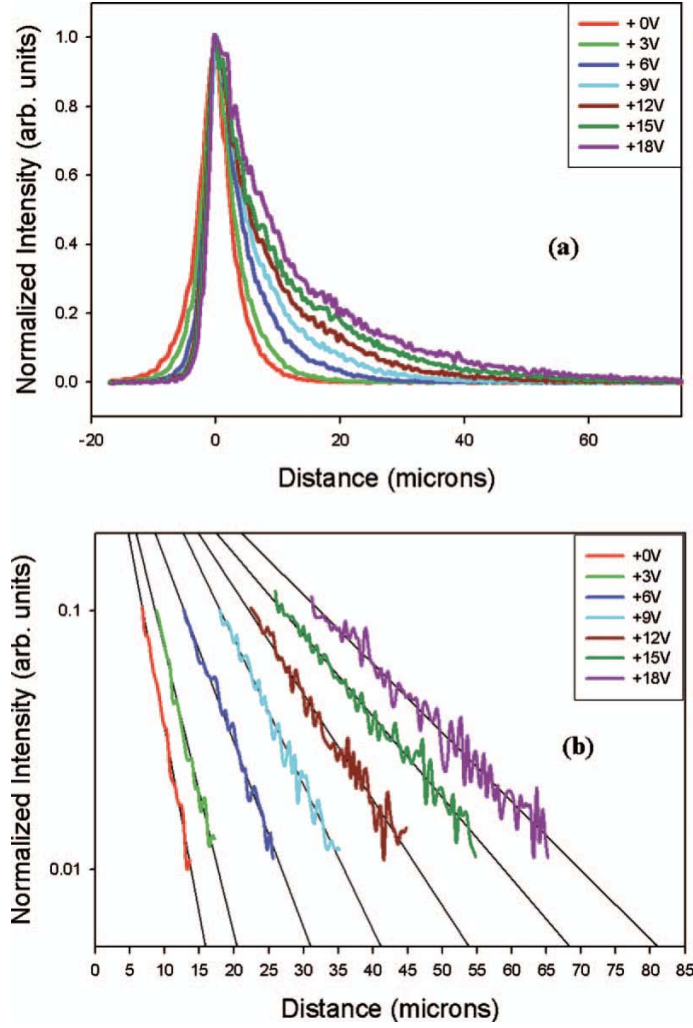 1.0
0.8
0.6
0.4
0.2
0.0
Normalized Intensity (arb. units)
+ 0V
+ 3V
+ 6V
+ 9V
+12V
+15V
+18V
(a)
-20
0
20
40
60
Distance (microns)
0.1
0.01
Normalized Intensity (arb. units)
+0V
+3V
+6V
+9V
+12V
+15V
+18V
(b)
0 5 10 15 20 25 30 35 40 45 50 55 60 65 70 75 80 85
Distance (microns)